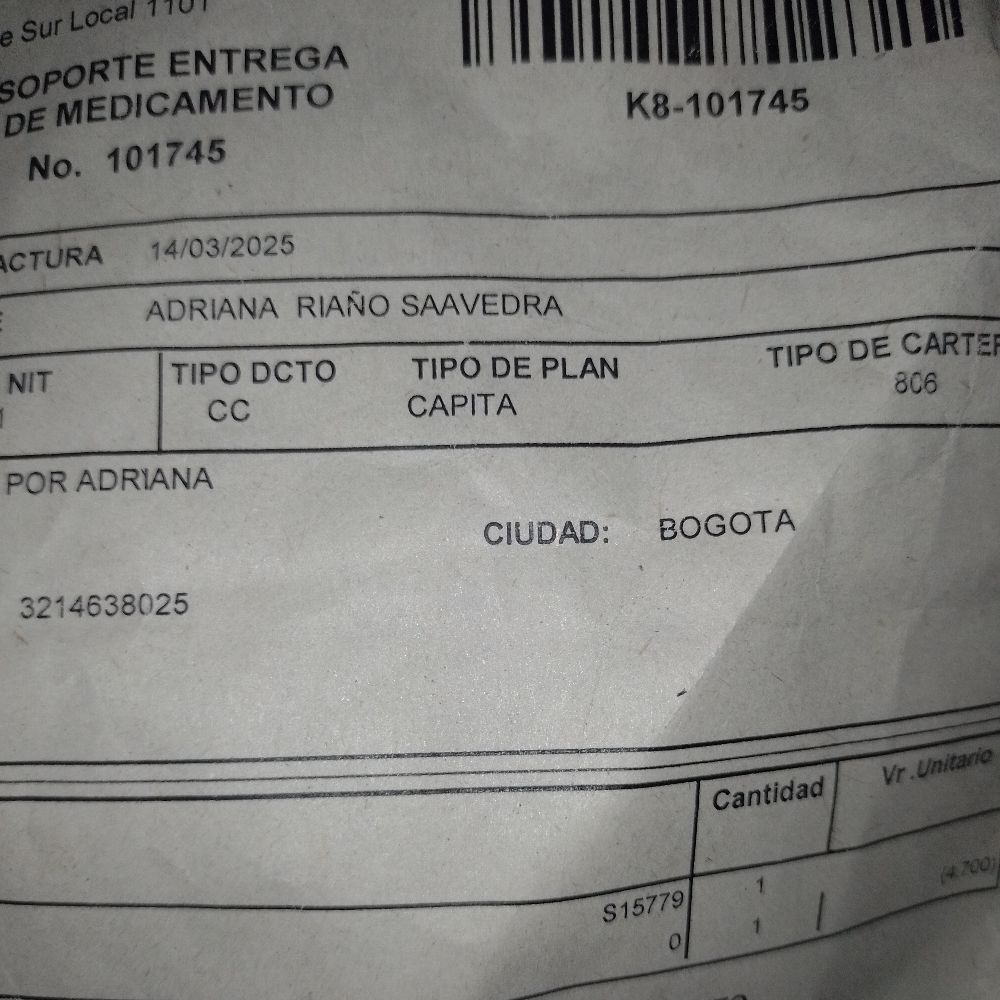 e Sur Local 1101
SOPORTE ENTREGA
DE MEDICAMENTO
No. 101745
K8-101745
ACTURA 14/03/2025
ADRIANA RIAÑO SAAVEDRA
NIT TIPO DCTO TIPO DE PLAN TIPO DE CARTER
CC CAPITA 806
POR ADRIANA
CIUDAD: BOGOTA
3214638025
Cantidad Vr .Unitario
S15779 1 (4.700)
0 1